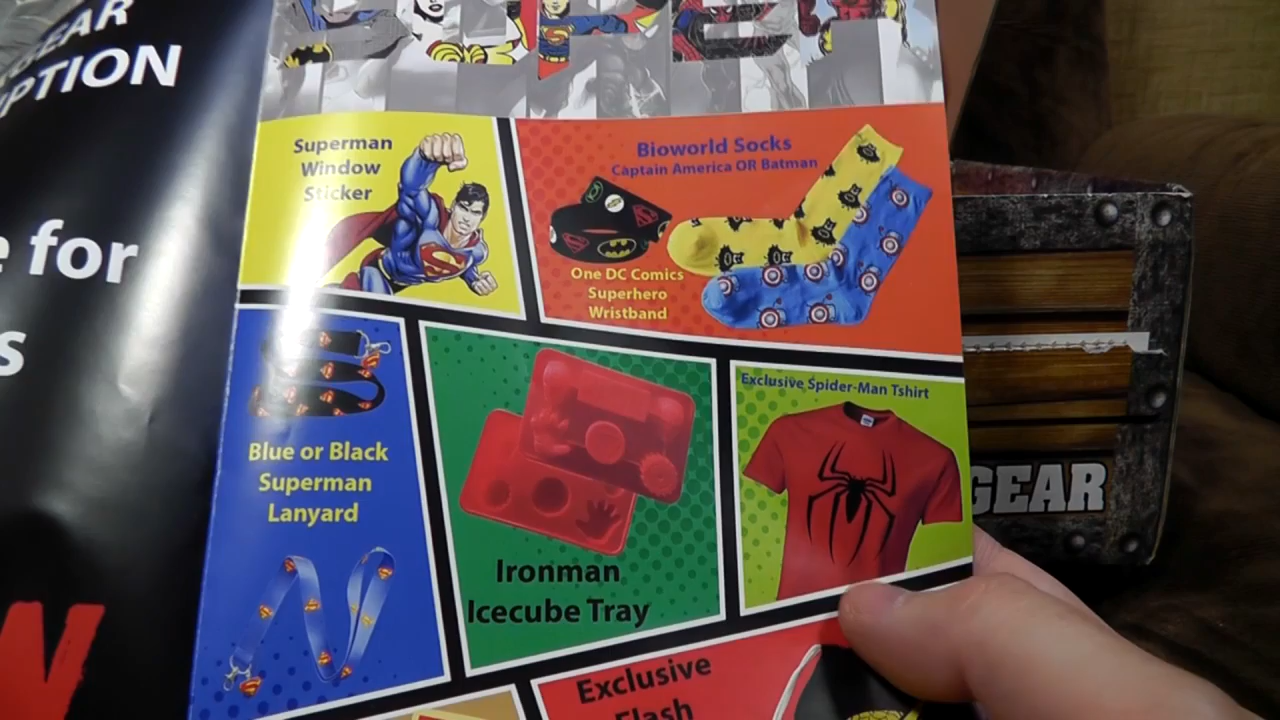 GEAR
PTION
e for
s
Superman
Window
Sticker
Bioworld Socks
Captain America OR Batman
One DC Comics
Superhero
Wristband
Blue or Black
Superman
Lanyard
Ironman
Icecube Tray
Exclusive Spider-Man Tshirt
Exclusive
Flash
GEAR